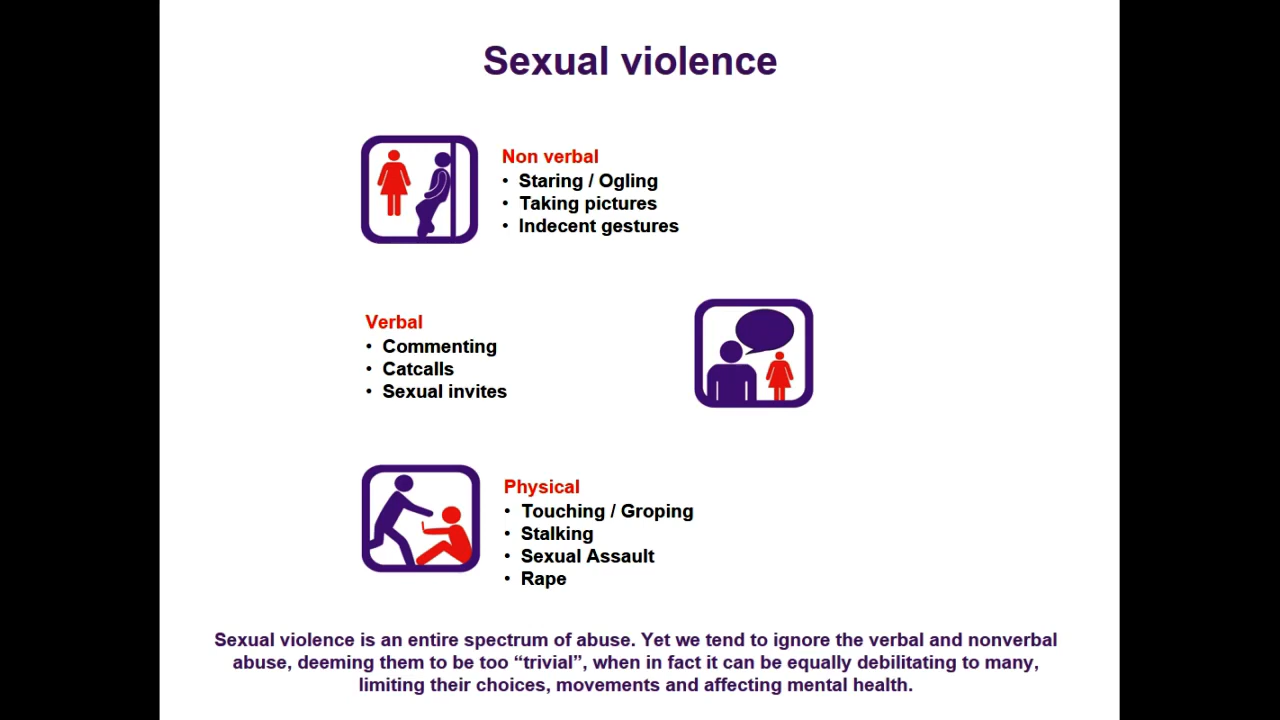 Sexual violence
Non verbal
• Staring / Ogling
• Taking pictures
• Indecent gestures
Verbal
• Commenting
• Catcalls
• Sexual invites
Physical
• Touching / Groping
• Stalking
• Sexual Assault
• Rape
Sexual violence is an entire spectrum of abuse. Yet we tend to ignore the verbal and nonverbal
abuse, deeming them to be too “trivial”, when in fact it can be equally debilitating to many,
limiting their choices, movements and affecting mental health.